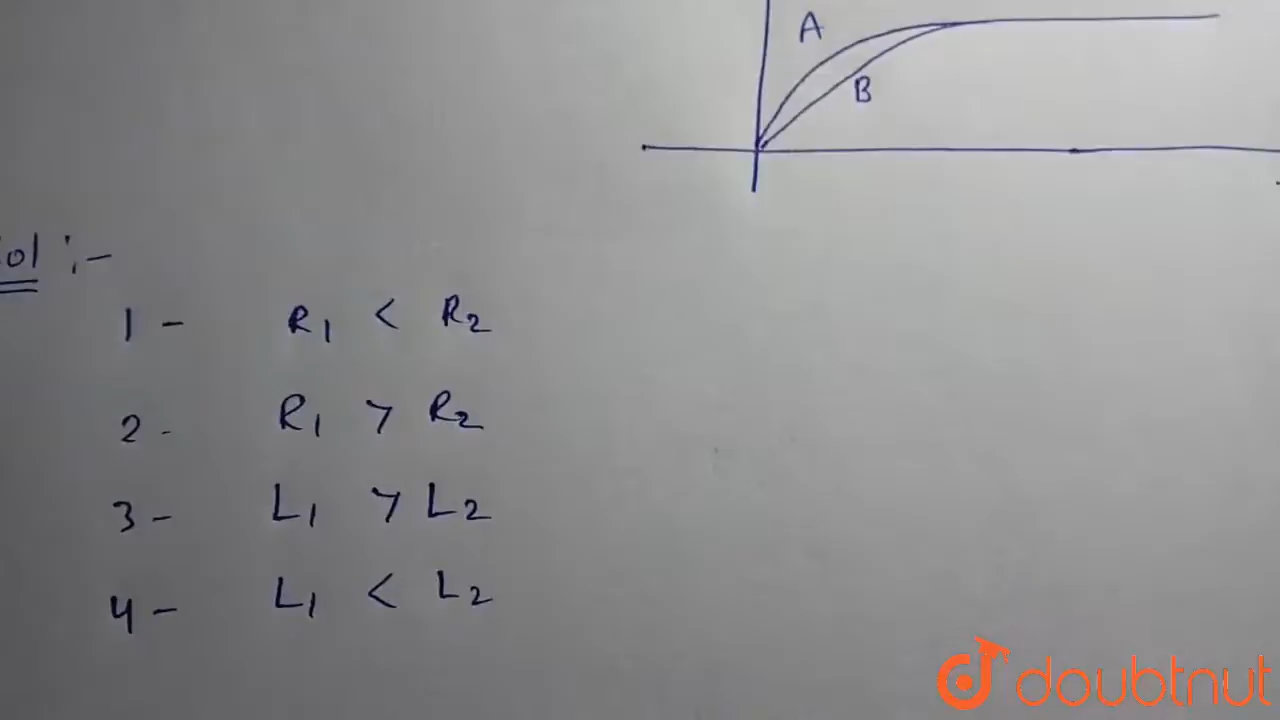 A
B
Sol :-
1 - R1 < R2
2 - R1 > R2
3 - L1 > L2
4 - L1 < L2
doubtnut